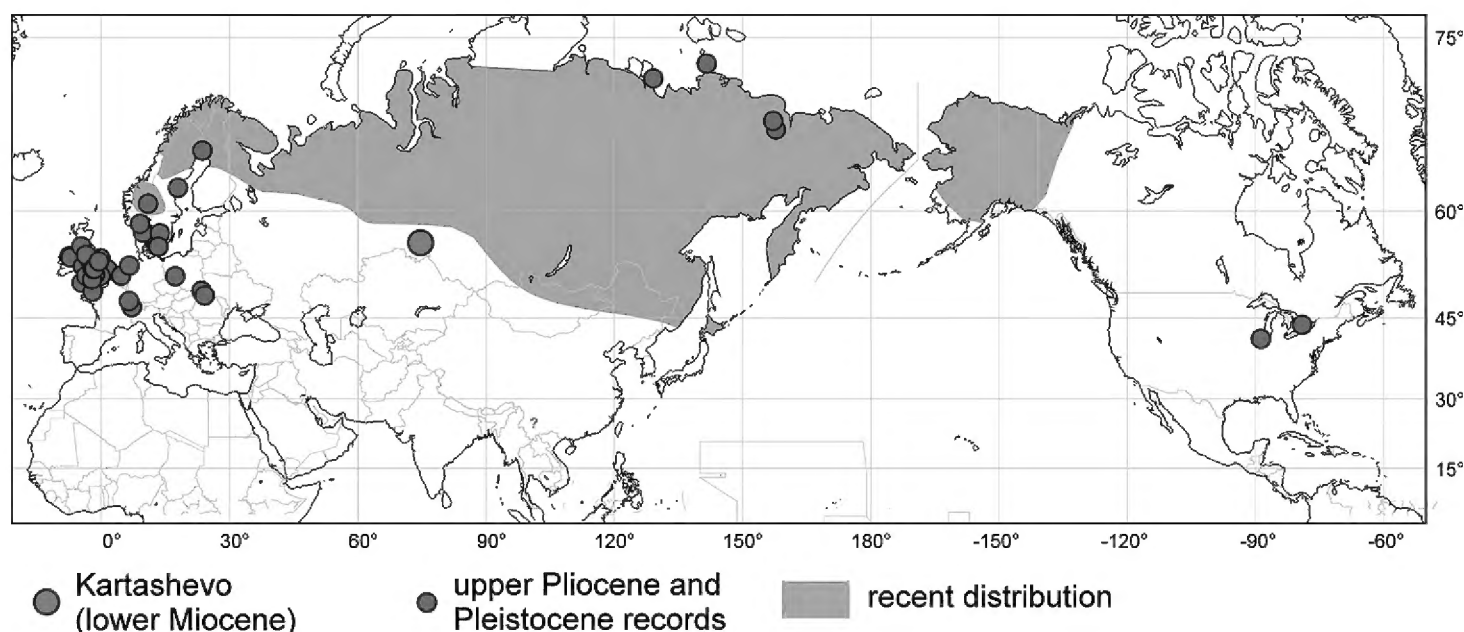 75°
60°
45°
30°
15°
0° 30° 60° 90° 120° 150° 180° -150° -120° -90° -60°
Kartashevo
(lower Miocene)
upper Pliocene and
Pleistocene records
recent distribution
?